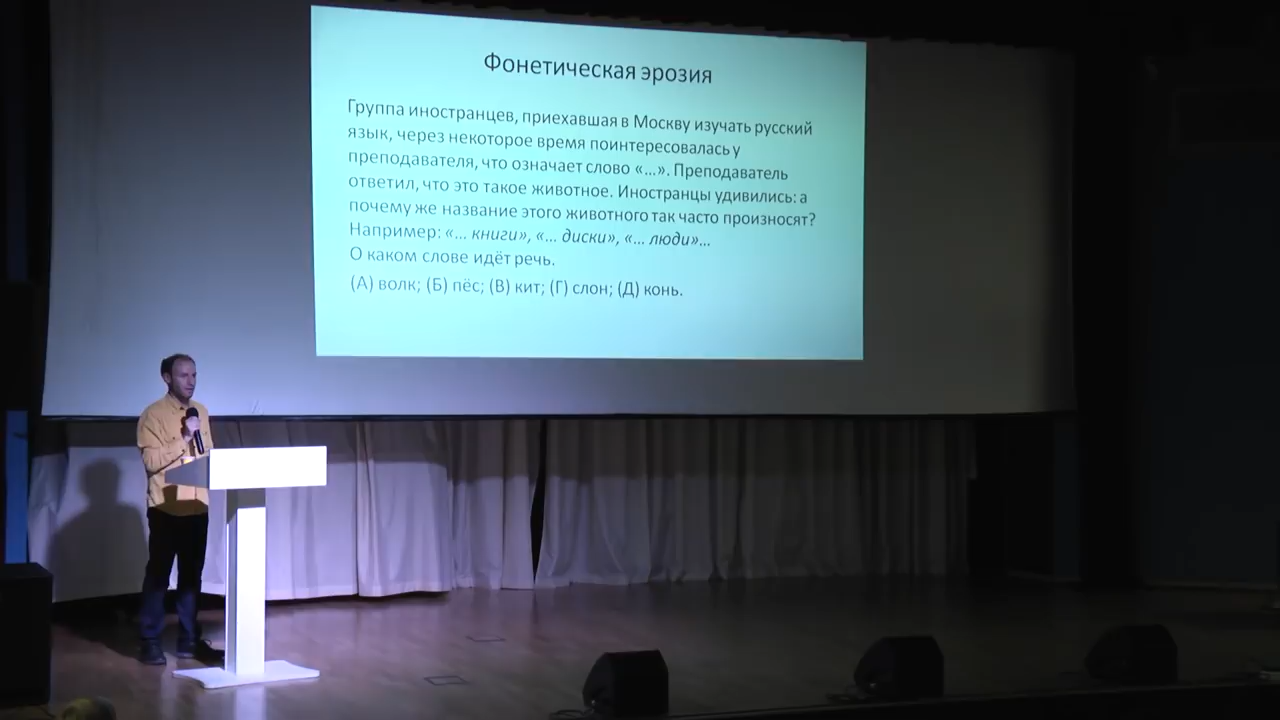 Фонетическая эрозия
Группа иностранцев, приехавшая в Москву изучать русский
язык, через некоторое время поинтересовалась у
преподавателя, что означает слово «...». Преподаватель
ответил, что это такое животное. Иностранцы удивились: а
почему же название этого животного так часто произносят?
Например: «... книги», «... диски», «... люди»...
О каком слове идёт речь.
(А) волк; (Б) пёс; (В) кит; (Г) слон; (Д) конь.